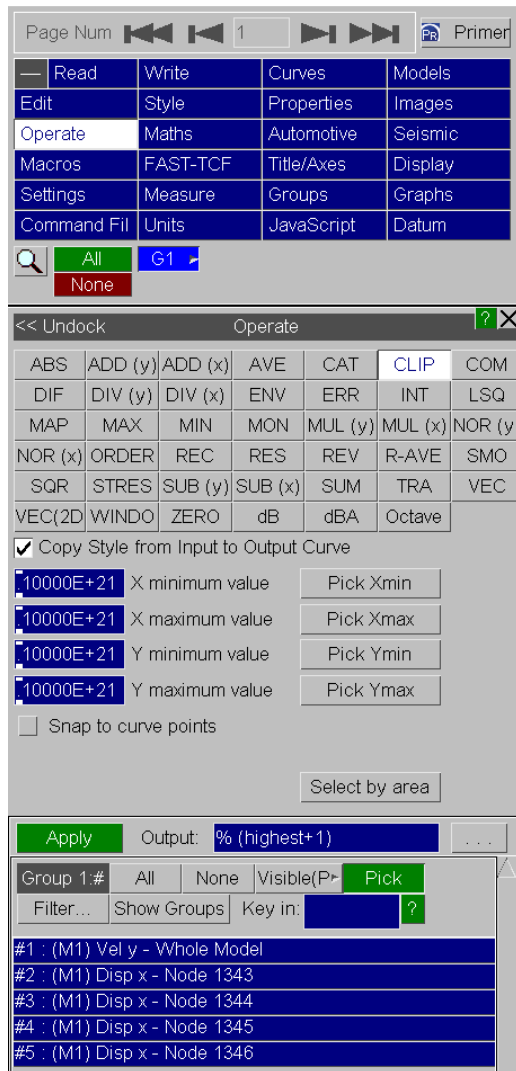 Page Num 1 PR Primer
Read Write Curves Models
Edit Style Properties Images
Operate Maths Automotive Seismic
Macros FAST-TCF Title/Axes Display
Settings Measure Groups Graphs
Command Fil Units JavaScript Datum
All G1
None
<< Undock Operate ? X
ABS ADD (y) ADD (x) AVE CAT CLIP COM
DIF DIV (y) DIV (x) ENV ERR INT LSQ
MAP MAX MIN MON MUL (y) MUL (x) NOR (y
NOR (x) ORDER REC RES REV R-AVE SMO
SQR STRES SUB (y) SUB (x) SUM TRA VEC
VEC(2D WINDO ZERO dB dBA Octave
Copy Style from Input to Output Curve
.10000E+21 X minimum value Pick Xmin
.10000E+21 X maximum value Pick Xmax
.10000E+21 Y minimum value Pick Ymin
.10000E+21 Y maximum value Pick Ymax
Snap to curve points
Select by area
Apply Output: % (highest+1) . . .
Group 1:# All None Visible(P Pick
Filter... Show Groups Key in: ?
#1 : (M1) Vel y - Whole Model
#2 : (M1) Disp x - Node 1343
#3 : (M1) Disp x - Node 1344
#4 : (M1) Disp x - Node 1345
#5 : (M1) Disp x - Node 1346